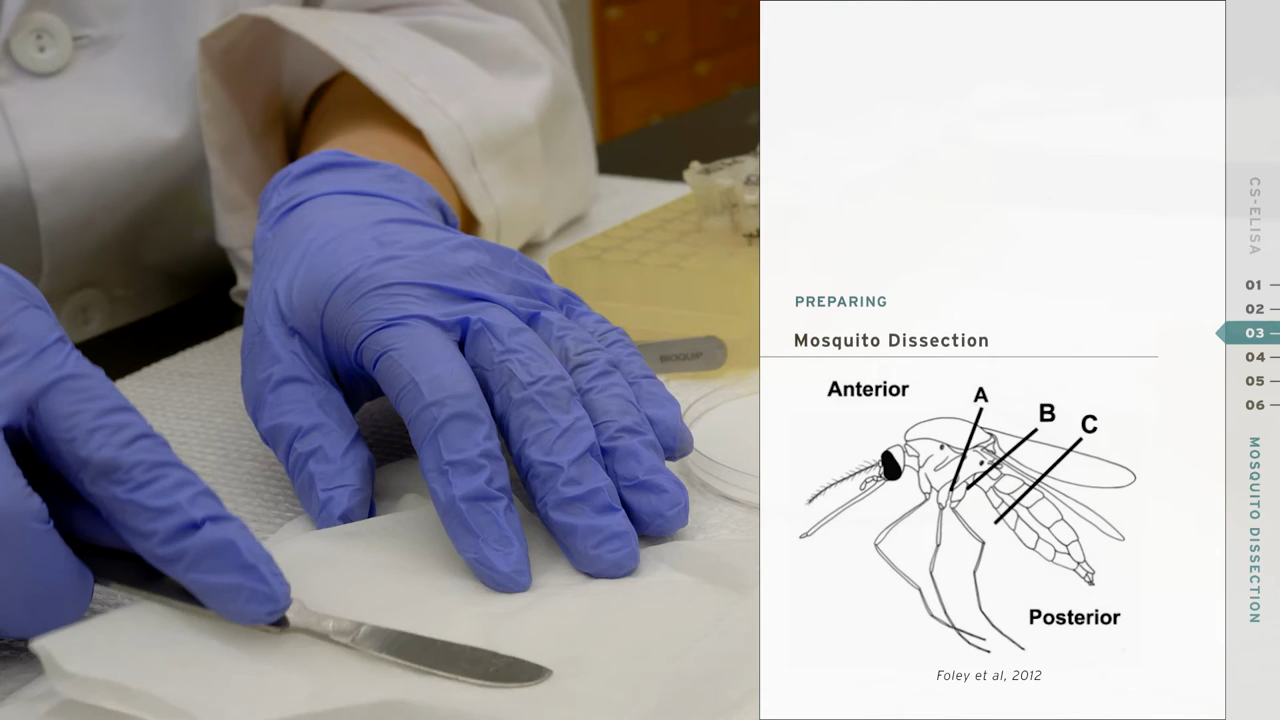 BIOQUIP
PREPARING
Mosquito Dissection
Anterior
A
B
C
Posterior
Foley et al, 2012
CS-ELISA
01
02
03
04
05
06
MOSQUITO DISSECTION